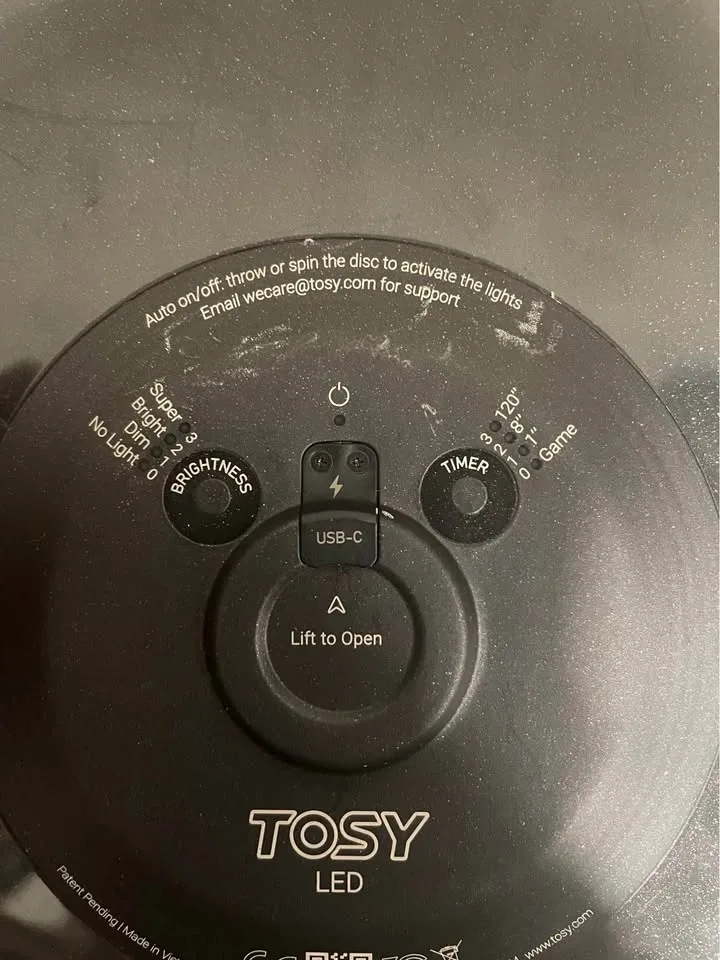 Auto on/off: throw or spin the disc to activate the lights
Email wecare@tosy.com for support
Super 3
Bright 2
Dim 1
No Light 0
BRIGHTNESS
USB-C
Lift to Open
3 120"
2 8"
1 1"
0 Game
TIMER
TOSY
LED
Patent Pending | Made in
www.tosy.com